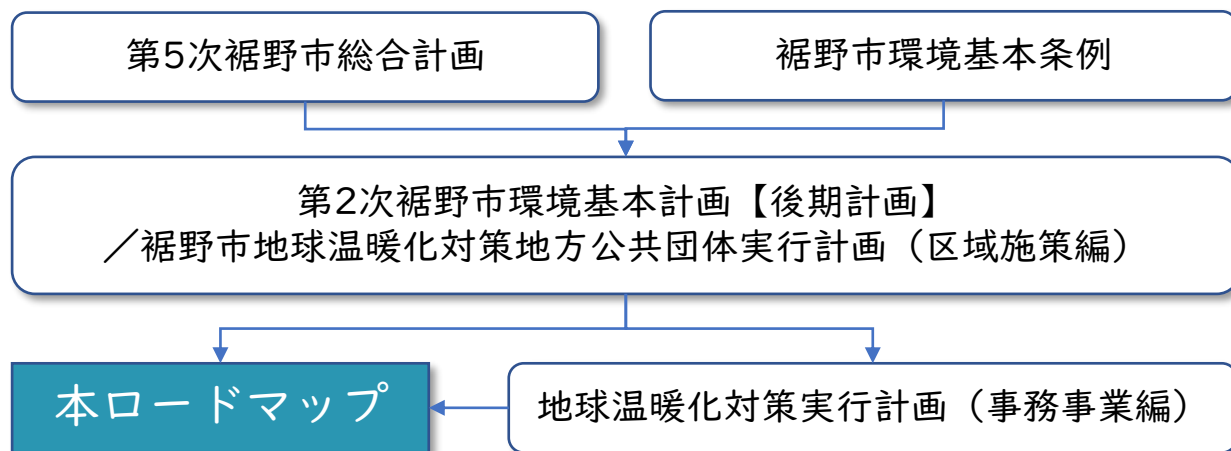 第5次裾野市総合計画
裾野市環境基本条例
第2次裾野市環境基本計画【後期計画】
／裾野市地球温暖化対策地方公共団体実行計画（区域施策編）
本ロードマップ
地球温暖化対策実行計画（事務事業編）